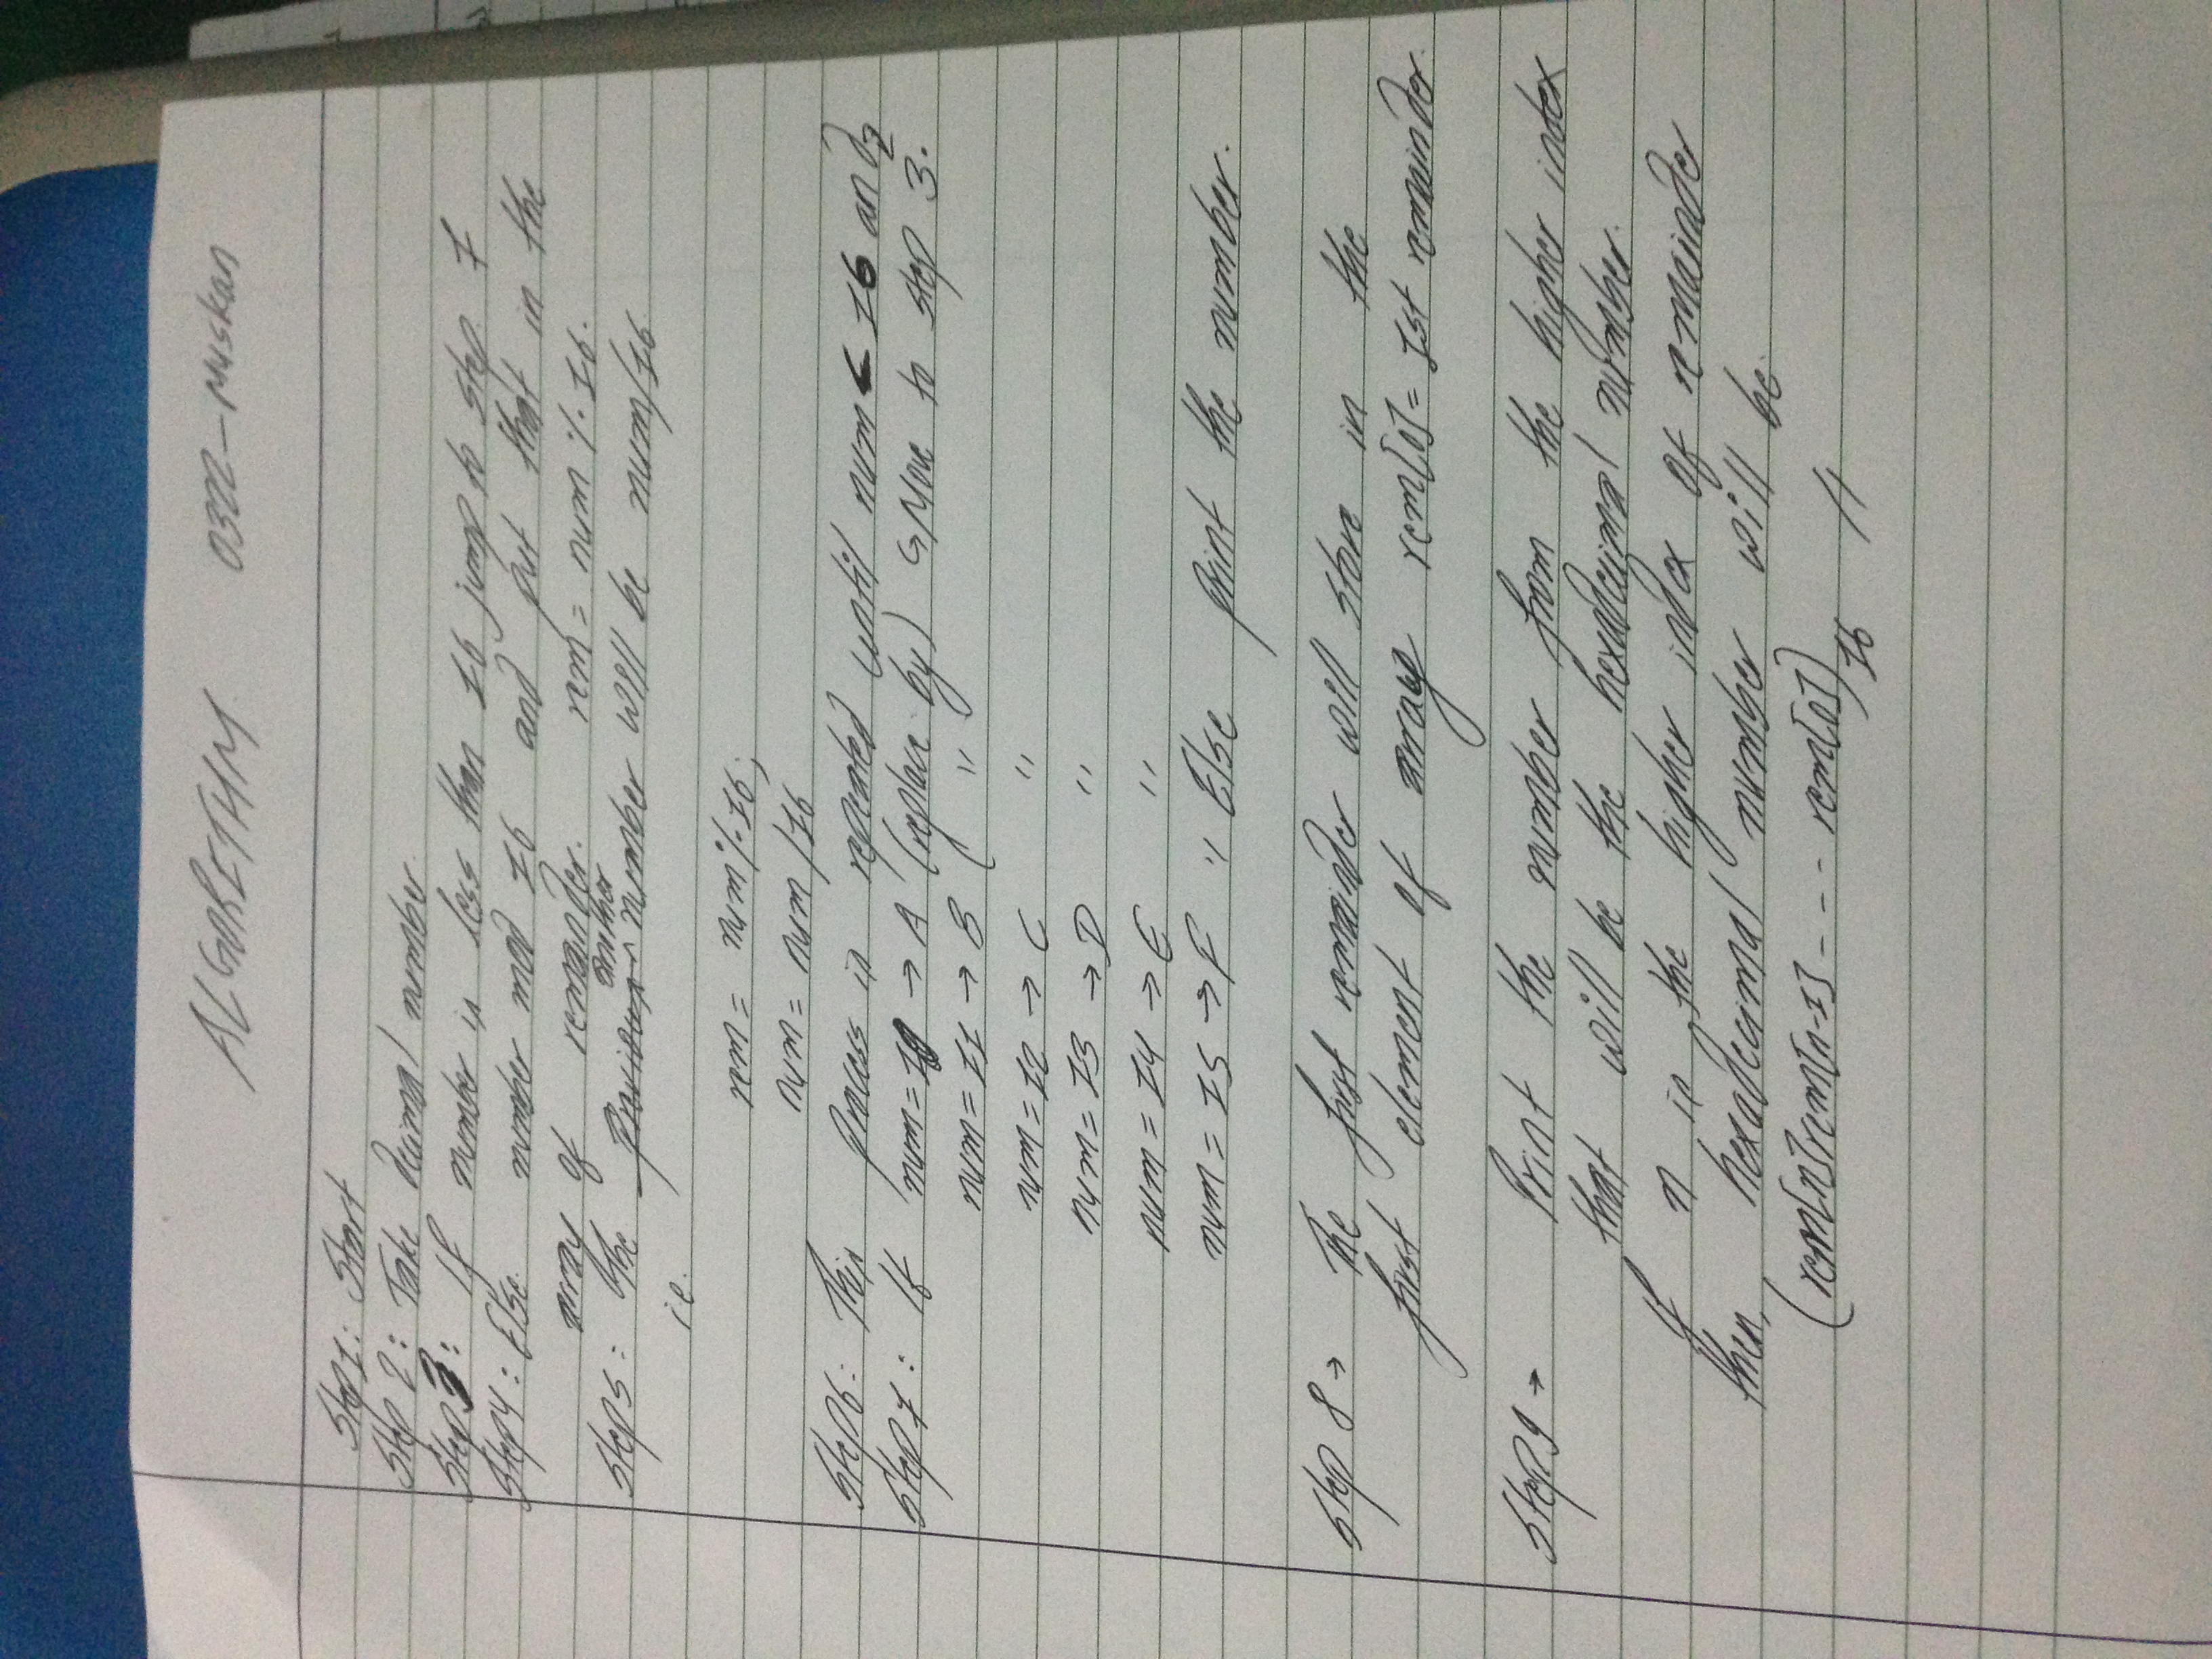 ALGORITHM 0322-Muskan
Step1: Start
Step 2: Take decimal number.
Step3: If number is less than 16 jump to step 7
Step4: Else number mod 16 and put that in the
array of remainder. rem = num % 16.
Step5: the number will be num/16
i.e.
rem = num % 16;
num = num / 16
Step6: This process is repeated until num < 16 and
Step7: If num = 10 → A (replace by) ↳ Move to step 3.
num = 11 → B ( " )
num = 12 → C "
num = 13 → D "
num = 14 → E "
num = 15 → F " Else print the number.
Step 8 → The first remainder will store in the
first element of array rem[0] = 1st remainder.
Step9 → Print the number from the higher index
that will be the hexadecimal number.
If n is the higher index of remainder
then, hexadecimal number will be
(rem[n]rem[n-1] - - - rem[0])16 //